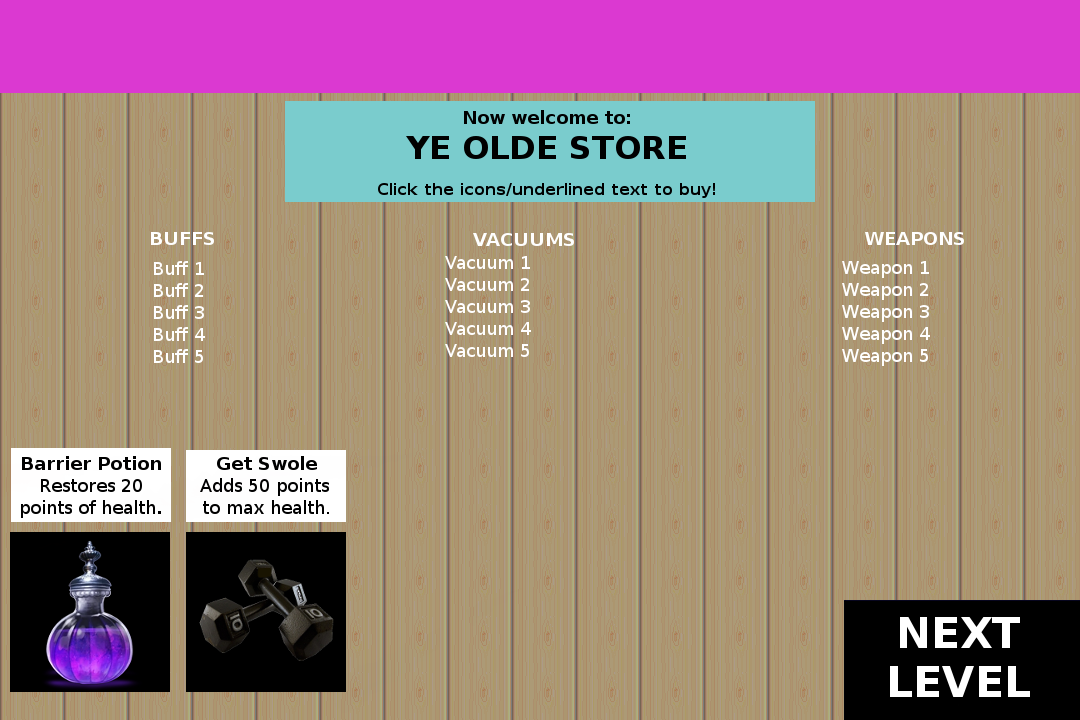 Now welcome to:
YE OLDE STORE
Click the icons/underlined text to buy!
BUFFS
Buff 1
Buff 2
Buff 3
Buff 4
Buff 5
VACUUMS
Vacuum 1
Vacuum 2
Vacuum 3
Vacuum 4
Vacuum 5
WEAPONS
Weapon 1
Weapon 2
Weapon 3
Weapon 4
Weapon 5
Barrier Potion
Restores 20
points of health.
Get Swole
Adds 50 points
to max health.
10
10
NEXT
LEVEL